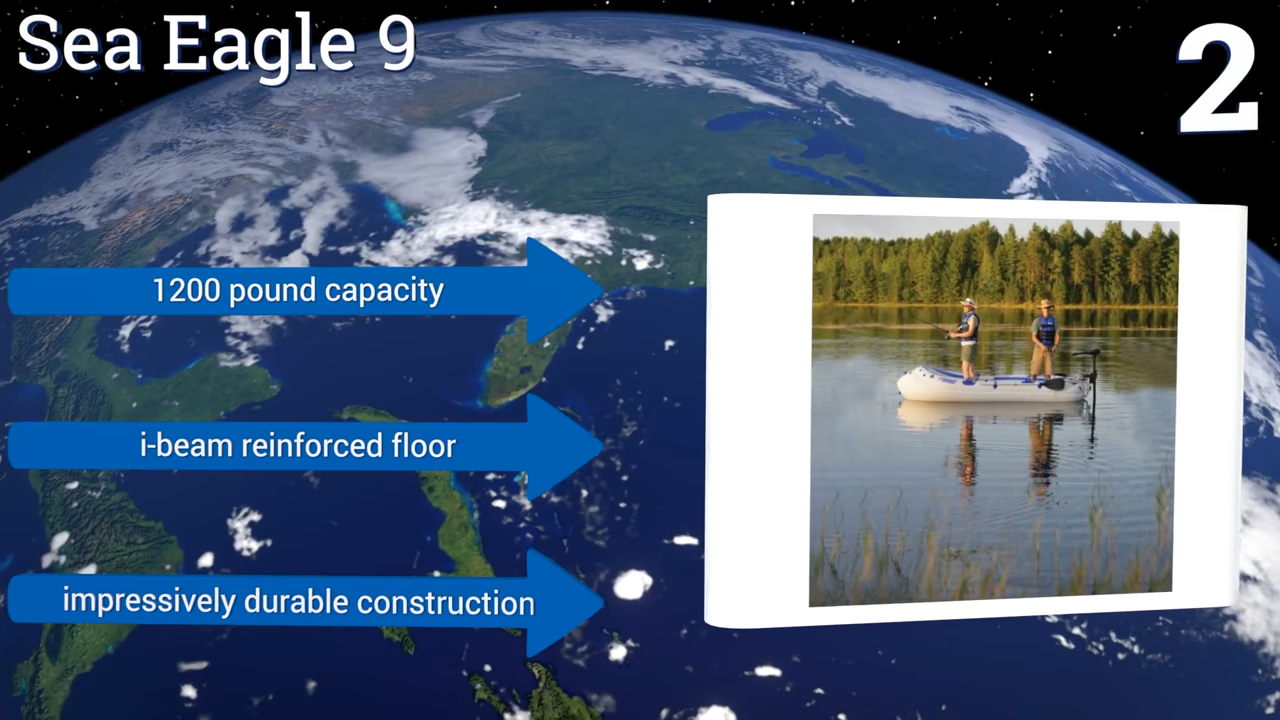 Sea Eagle 9
2
1200 pound capacity
i-beam reinforced floor
impressively durable construction